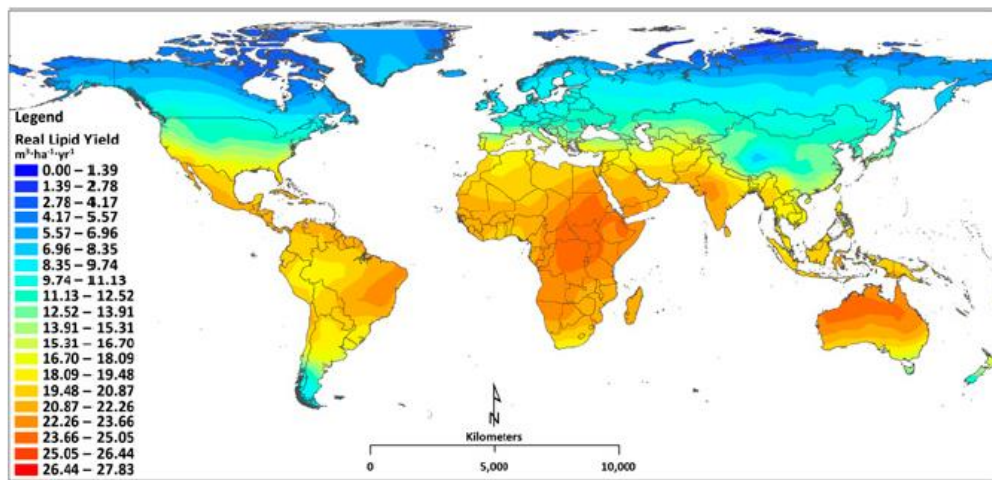 Legend
Real Lipid Yield
m³·ha⁻¹·yr⁻¹
0.00 – 1.39
1.39 – 2.78
2.78 – 4.17
4.17 – 5.57
5.57 – 6.96
6.96 – 8.35
8.35 – 9.74
9.74 – 11.13
11.13 – 12.52
12.52 – 13.91
13.91 – 15.31
15.31 – 16.70
16.70 – 18.09
18.09 – 19.48
19.48 – 20.87
20.87 – 22.26
22.26 – 23.66
23.66 – 25.05
25.05 – 26.44
26.44 – 27.83
N
Kilometers
0 5,000 10,000